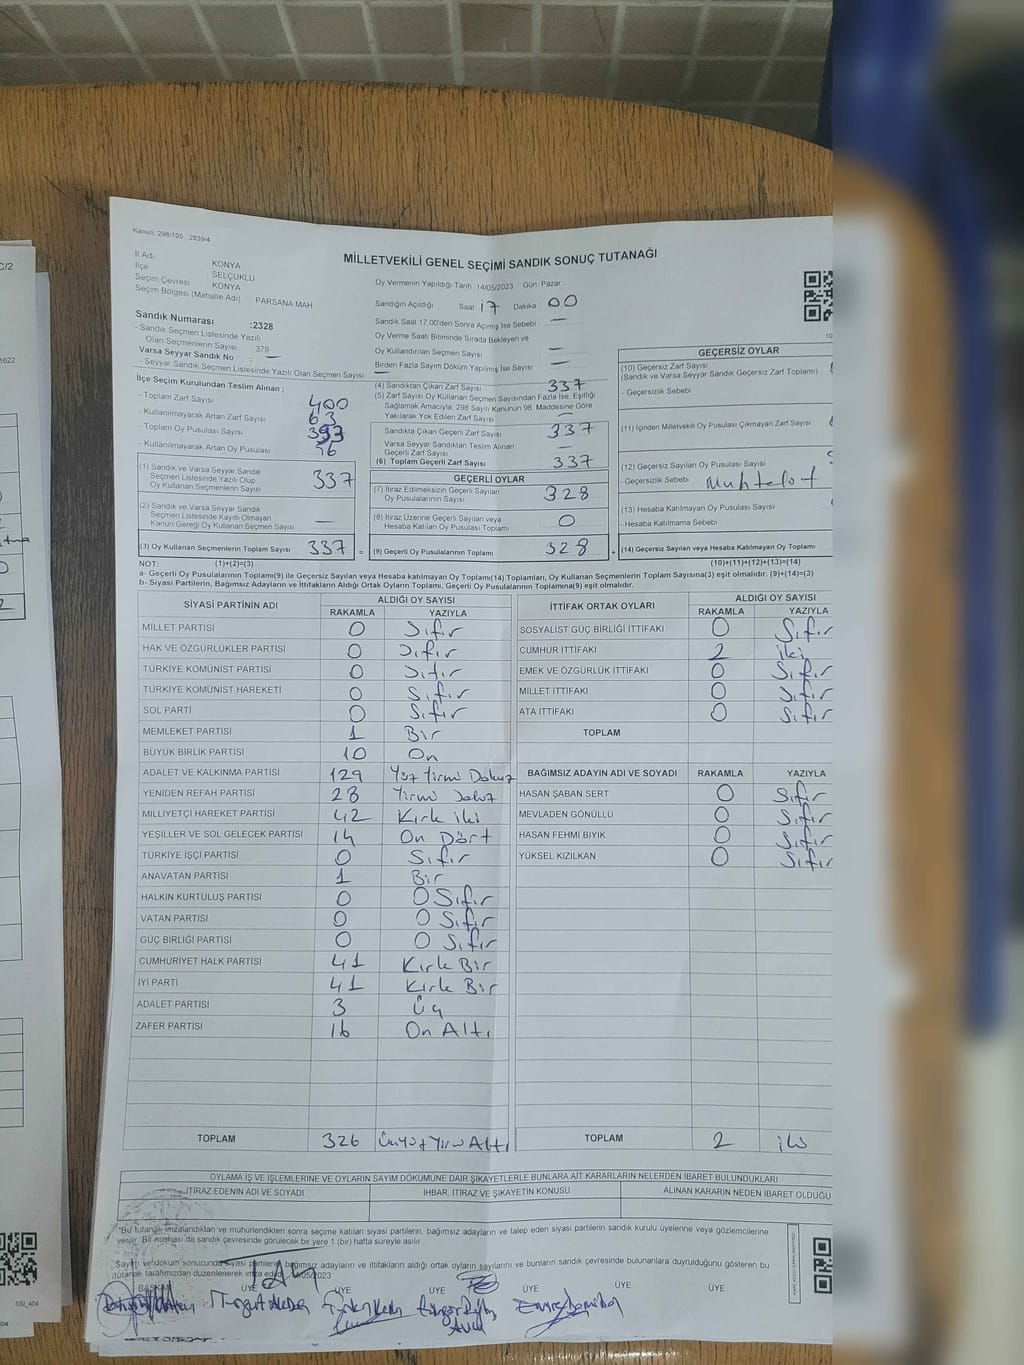 Kanun: 298/105 , 2839/4
MİLLETVEKİLİ GENEL SEÇİMİ SANDIK SONUÇ TUTANAĞI
İl Adı KONYA
İlçe SELÇUKLU
Seçim Çevresi KONYA
Seçim Bölgesi (Mahalle Adı) PARSANA MAH
Sandık Numarası :2328
- Sandık Seçmen Listesinde Yazılı
Olan Seçmenlerin Sayısı 379
Varsa Seyyar Sandık No : —
- Seyyar Sandık Seçmen Listesinde Yazılı Olan Seçmen Sayısı —
Oy Vermenin Yapıldığı Tarih :14/05/2023 Gün: Pazar
Sandığın Açıldığı Saat 17 Dakika 00
Sandık Saat 17.00'den Sonra Açılmış İse Sebebi : —
Oy Verme Saati Bitiminde Sırada Bekleyen ve
Oy Kullandırılan Seçmen Sayısı —
Birden Fazla Sayım Döküm Yapılmış İse Sayısı —
İlçe Seçim Kurulundan Teslim Alınan :
- Toplam Zarf Sayısı 400
- Kullanılmayarak Artan Zarf Sayısı 63
- Toplam Oy Pusulası Sayısı 393
- Kullanılmayarak Artan Oy Pusulası
(1) Sandık ve Varsa Seyyar Sandık
Seçmen Listesinde Yazılı Olup
Oy Kullanan Seçmenlerin Sayısı 337
(2) Sandık ve Varsa Seyyar Sandık
Seçmen Listesinde Kayıtlı Olmayan
Kanun Gereği Oy Kullanan Seçmen Sayısı —
(3) Oy Kullanan Seçmenlerin Toplam Sayısı 337 =
(4) Sandıktan Çıkan Zarf Sayısı 337
(5) Zarf Sayısı Oy Kullanan Seçmen Sayısından Fazla İse, Eşitliği
Sağlamak Amacıyla, 298 Sayılı Kanunun 98. Maddesine Göre
Yakılarak Yok Edilen Zarf Sayısı —
Sandıkta Çıkan Geçerli Zarf Sayısı 337
Varsa Seyyar Sandıktan Teslim Alınan
Geçerli Zarf Sayısı —
(6) Toplam Geçerli Zarf Sayısı 337
GEÇERLİ OYLAR
(7) İtiraz Edilmeksizin Geçerli Sayılan
Oy Pusulalarının Sayısı 328
(8) İtiraz Üzerine Geçerli Sayılan veya
Hesaba Katılan Oy Pusulası Toplamı 0
(9) Geçerli Oy Pusulalarının Toplamı 328 +
GEÇERSİZ OYLAR
(10) Geçersiz Zarf Sayısı
(Sandık ve Varsa Seyyar Sandık Geçersiz Zarf Toplamı)
- Geçersizlik Sebebi
(11) İçinden Milletvekili Oy Pusulası Çıkmayan Zarf Sayısı
(12) Geçersiz Sayılan Oy Pusulası Sayısı
- Geçersizlik Sebebi Muhtelif
(13) Hesaba Katılmayan Oy Pusulası Sayısı
- Hesaba Katılmama Sebebi
(14) Geçersiz Sayılan veya Hesaba Katılmayan Oy Pusulası Toplamı
NOT: (1)+(2)=(3) (10)+(11)+(12)+(13)=(14)
a- Geçerli Oy Pusulalarının Toplamı(9) ile Geçersiz Sayılan veya Hesaba katılmayan Oy Toplamı(14) Toplamları, Oy Kullanan Seçmenlerin Toplam Sayısına(3) eşit olmalıdır. (9)+(14)=(3)
b- Siyasi Partilerin, Bağımsız Adayların ve İttifakların Aldığı Ortak Oyların Toplamı, Geçerli Oy Pusulalarının Toplamına(9) eşit olmalıdır.
SİYASİ PARTİNİN ADI ALDIĞI OY SAYISI
RAKAMLA YAZIYLA
MİLLET PARTİSİ 0 Sıfır
HAK VE ÖZGÜRLÜKLER PARTİSİ 0 Sıfır
TÜRKİYE KOMÜNİST PARTİSİ 0 Sıfır
TÜRKİYE KOMÜNİST HAREKETİ 0 Sıfır
SOL PARTİ 0 Sıfır
MEMLEKET PARTİSİ 1 Bir
BÜYÜK BİRLİK PARTİSİ 10 On
ADALET VE KALKINMA PARTİSİ 129 Yüz Yirmi Dokuz
YENİDEN REFAH PARTİSİ 28 Yirmi
MİLLİYETÇİ HAREKET PARTİSİ 42 Kırk iki
YEŞİLLER VE SOL GELECEK PARTİSİ 14 On Dört
TÜRKİYE İŞÇİ PARTİSİ 0 Sıfır
ANAVATAN PARTİSİ 1 Bir
HALKIN KURTULUŞ PARTİSİ 0 0 Sıfır
VATAN PARTİSİ 0 0 Sıfır
GÜÇ BİRLİĞİ PARTİSİ 0 0 Sıfır
CUMHURİYET HALK PARTİSİ 41 Kırk Bir
İYİ PARTİ 41 Kırk Bir
ADALET PARTİSİ 3 Üç
ZAFER PARTİSİ 16 On Altı
TOPLAM 326 Üçyüz Yirmi Altı
İTTİFAK ORTAK OYLARI ALDIĞI OY SAYISI
RAKAMLA YAZIYLA
SOSYALİST GÜÇ BİRLİĞİ İTTİFAKI 0 Sıfır
CUMHUR İTTİFAKI 2 iki
EMEK VE ÖZGÜRLÜK İTTİFAKI 0 Sıfır
MİLLET İTTİFAKI 0 Sıfır
ATA İTTİFAKI 0 Sıfır
TOPLAM
BAĞIMSIZ ADAYIN ADI VE SOYADI RAKAMLA YAZIYLA
HASAN ŞABAN SERT 0 Sıfır
MEVLADEN GÖNÜLLÜ 0 Sıfır
HASAN FEHMİ BIYIK 0 Sıfır
YÜKSEL KIZILKAN 0 Sıfır
TOPLAM 2 iki
OYLAMA İŞ VE İŞLEMLERİNE VE OYLARIN SAYIM DÖKÜMÜNE DAİR ŞİKAYETLERLE BUNLARA AİT KARARLARIN NELERDEN İBARET BULUNDUKLARI
İTİRAZ EDENİN ADI VE SOYADI İHBAR, İTİRAZ VE ŞİKAYETİN KONUSU ALINAN KARARIN NEDEN İBARET OLDUĞU
*Bu tutanak imzalandıktan ve mühürlendikten sonra seçime katılan siyasi partilerin, bağımsız adayların ve talep eden siyasi partilerin sandık kurulu üyelerine veya gözlemcilerine
verilir. Bir nüshası da sandık çevresinde görülecek bir yere 1 (bir) hafta süreyle asılır
Sayım ve döküm sonucunda siyasi partilerin, bağımsız adayların ve ittifakların aldığı ortak oyların sayılarını ve bunların sandık çevresinde bulunanlara duyrulduğunu gösteren bu
işbu tutanak tarafımızdan düzenlenerek imza edildi. 14/05/2023
BAŞKAN ÜYE ÜYE ÜYE ÜYE ÜYE ÜYE
C/2
1622
SSI_404